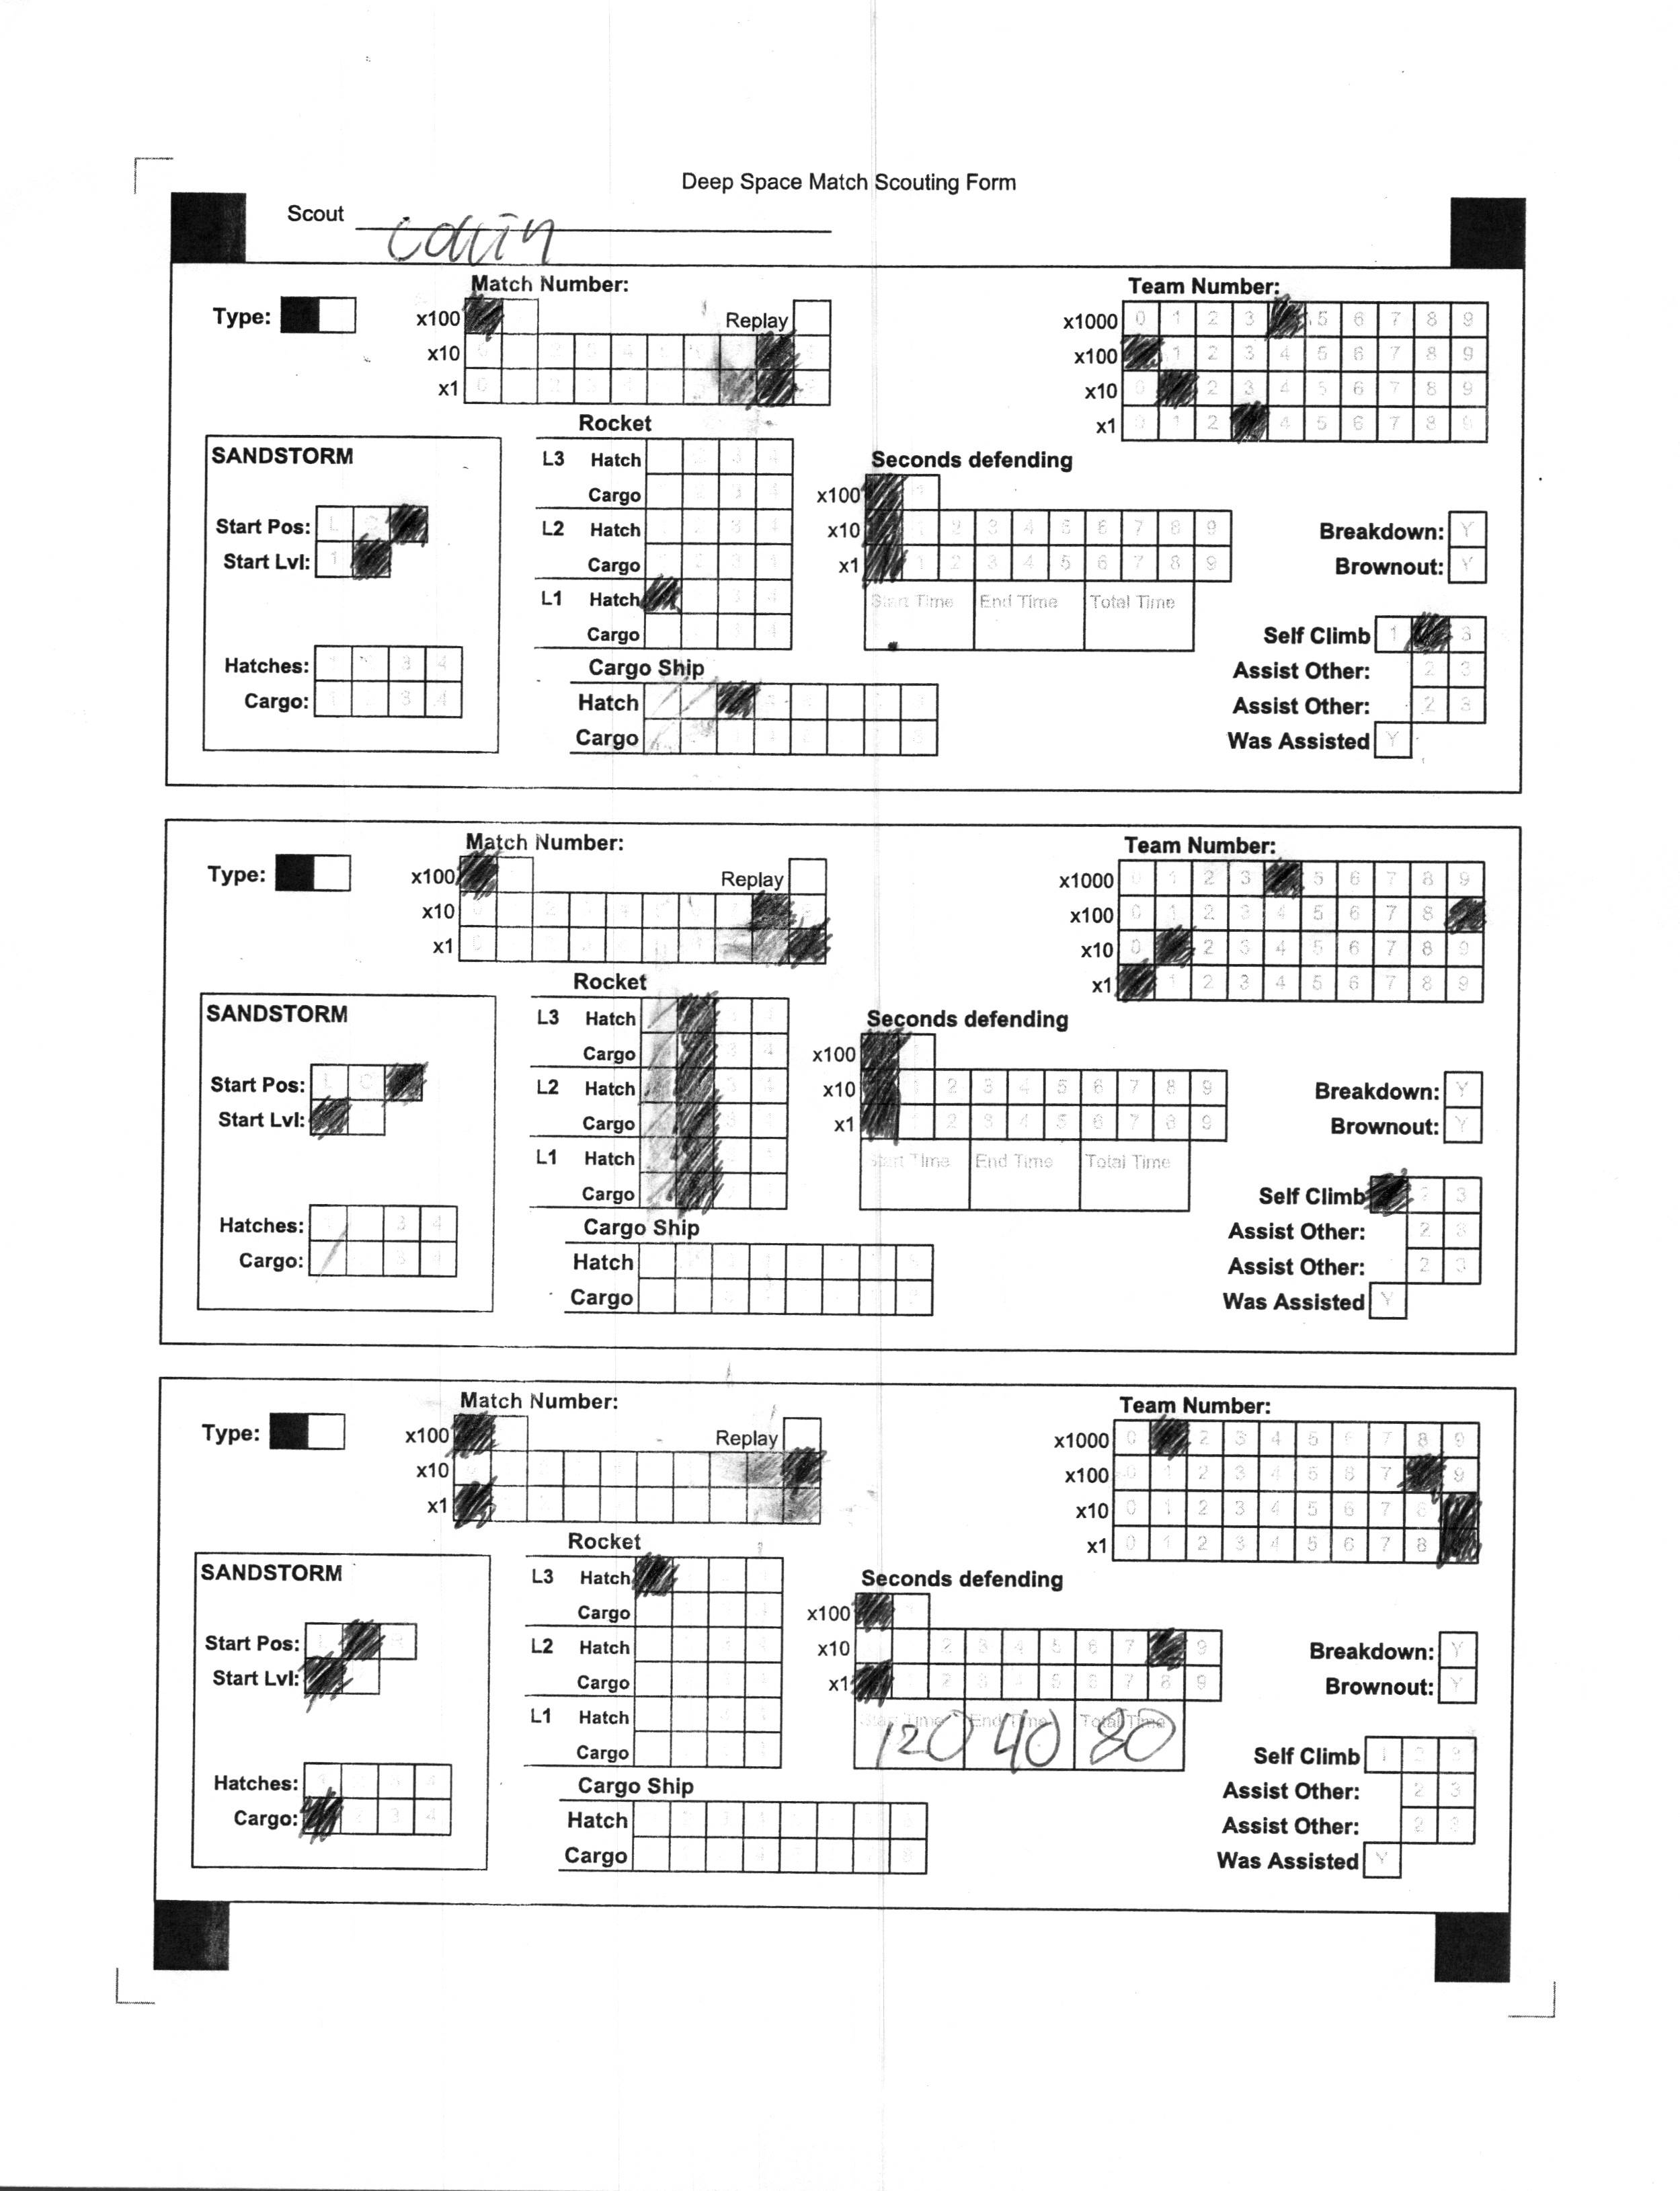 Deep Space Match Scouting Form
Scout
Match Number:
Team Number:
Type:
x100
Replay
x10
x1
x1000 0 1 2 3 5 6 7 8 9
x100 1 2 3 4 5 6 7 8 9
x10 0 2 3 4 5 6 7 8 9
x1 0 1 2 4 5 6 7 8 9
Rocket
SANDSTORM
L3 Hatch 3 4
Cargo 3 4
L2 Hatch 3 4
Cargo 3 4
L1 Hatch 3 4
Cargo 3 4
Seconds defending
x100 1
x10 1 2 3 4 5 6 7 8 9
x1 1 2 3 4 5 6 7 8 9
Start Time End Time Total Time
Start Pos: L C
Start Lvl: 1
Breakdown: Y
Brownout: Y
Hatches: 1 2 3 4
Cargo: 1 2 3 4
Self Climb 1 3
Assist Other: 2 3
Assist Other: 2 3
Was Assisted Y
Cargo Ship
Hatch
Cargo
Match Number:
Team Number:
Type:
x100
Replay
x10
x1
x1000 0 1 2 3 5 6 7 8 9
x100 0 1 2 3 4 5 6 7 8
x10 0 2 3 4 5 6 7 8 9
x1 1 2 3 4 5 6 7 8 9
Rocket
SANDSTORM
L3 Hatch
Cargo 3 4
L2 Hatch 3 4
Cargo 3 4
L1 Hatch
Cargo
Seconds defending
x100
x10 1 2 3 4 5 6 7 8 9
x1 1 2 3 4 5 6 7 8 9
Start Time End Time Total Time
Start Pos: L C
Start Lvl:
Breakdown: Y
Brownout: Y
Hatches: 3 4
Cargo: 3 4
Self Climb 2 3
Assist Other: 2 3
Assist Other: 2 3
Was Assisted Y
Cargo Ship
Hatch
Cargo
Match Number:
Team Number:
Type:
x100
Replay
x10
x1
x1000 0 2 3 4 5 6 7 8 9
x100 0 1 2 3 4 5 6 7 9
x10 0 1 2 3 4 5 6 7 8
x1 0 1 2 3 4 5 6 7 8
Rocket
SANDSTORM
L3 Hatch
Cargo
L2 Hatch
Cargo
L1 Hatch
Cargo
Seconds defending
x100
x10 2 3 4 5 6 7 9
x1 2 3 4 5 6 7 8 9
Start Time End Time Total Time
120 40 80
Start Pos:
Start Lvl:
Breakdown: Y
Brownout: Y
Hatches:
Cargo: 2 3 4
Self Climb 1 2 3
Assist Other: 2 3
Assist Other: 2 3
Was Assisted Y
Cargo Ship
Hatch
Cargo